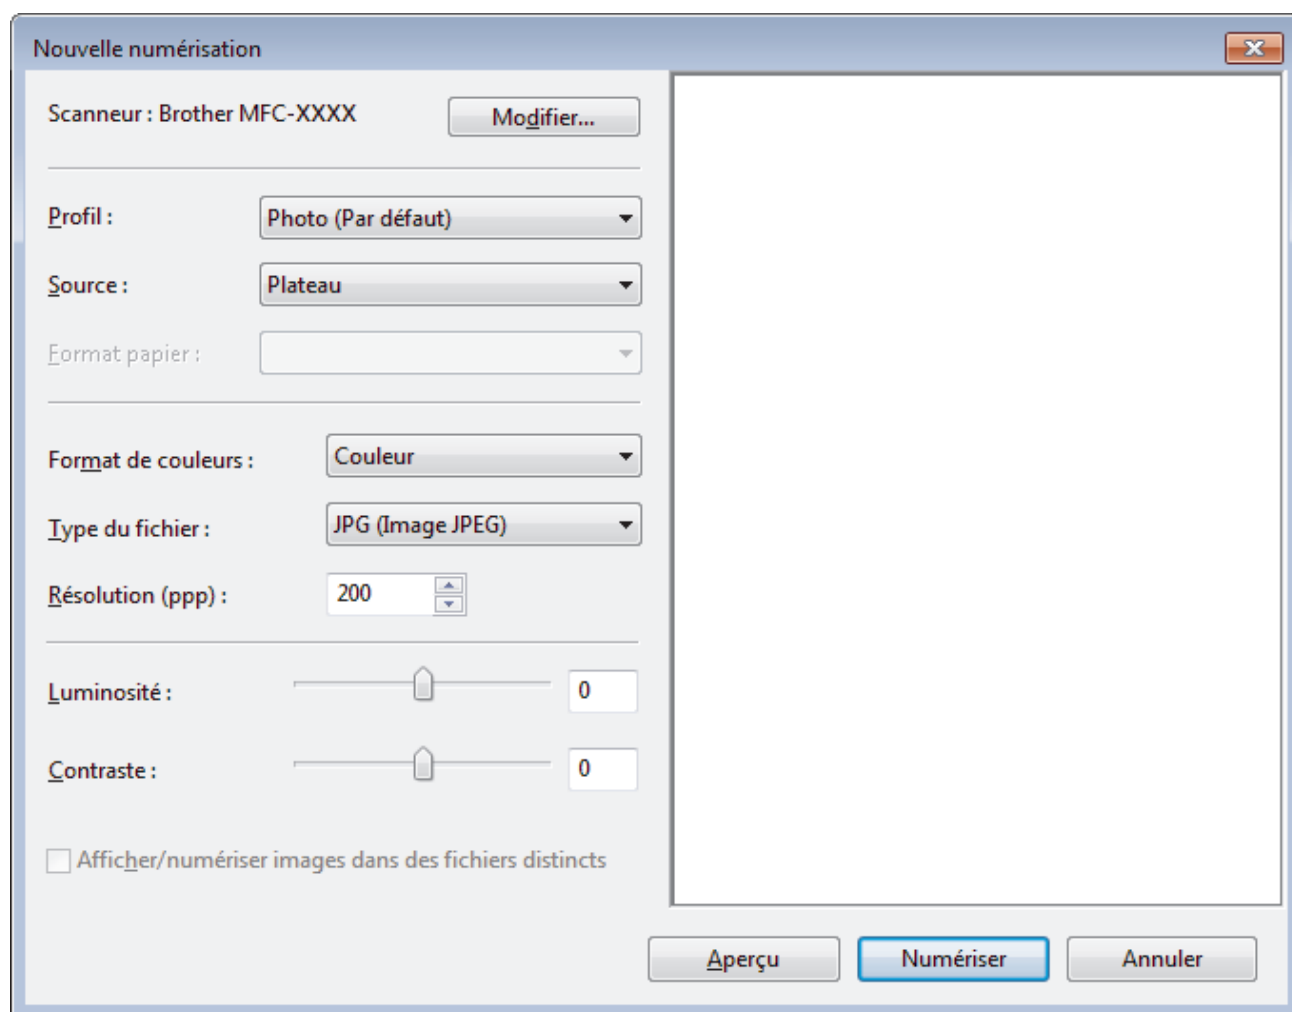 Nouvelle numérisation
Scanneur : Brother MFC-XXXX
Modifier...
Profil :
Photo (Par défaut)
Source :
Plateau
Format papier :
Format de couleurs :
Couleur
Type du fichier :
JPG (Image JPEG)
Résolution (ppp) :
200
Luminosité :
0
Contraste :
0
Afficher/numériser images dans des fichiers distincts
Aperçu
Numériser
Annuler